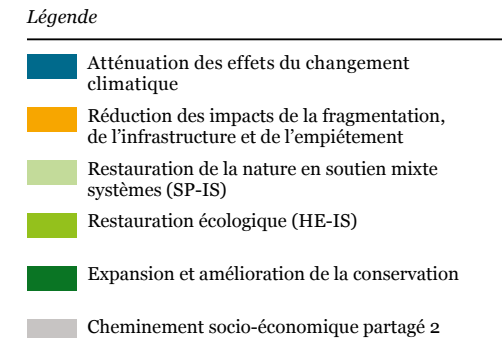 Légende
Atténuation des effets du changement
climatique
Réduction des impacts de la fragmentation,
de l'infrastructure et de l'empiétement
Restauration de la nature en soutien mixte
systèmes (SP-IS)
Restauration écologique (HE-IS)
Expansion et amélioration de la conservation
Cheminement socio-économique partagé 2